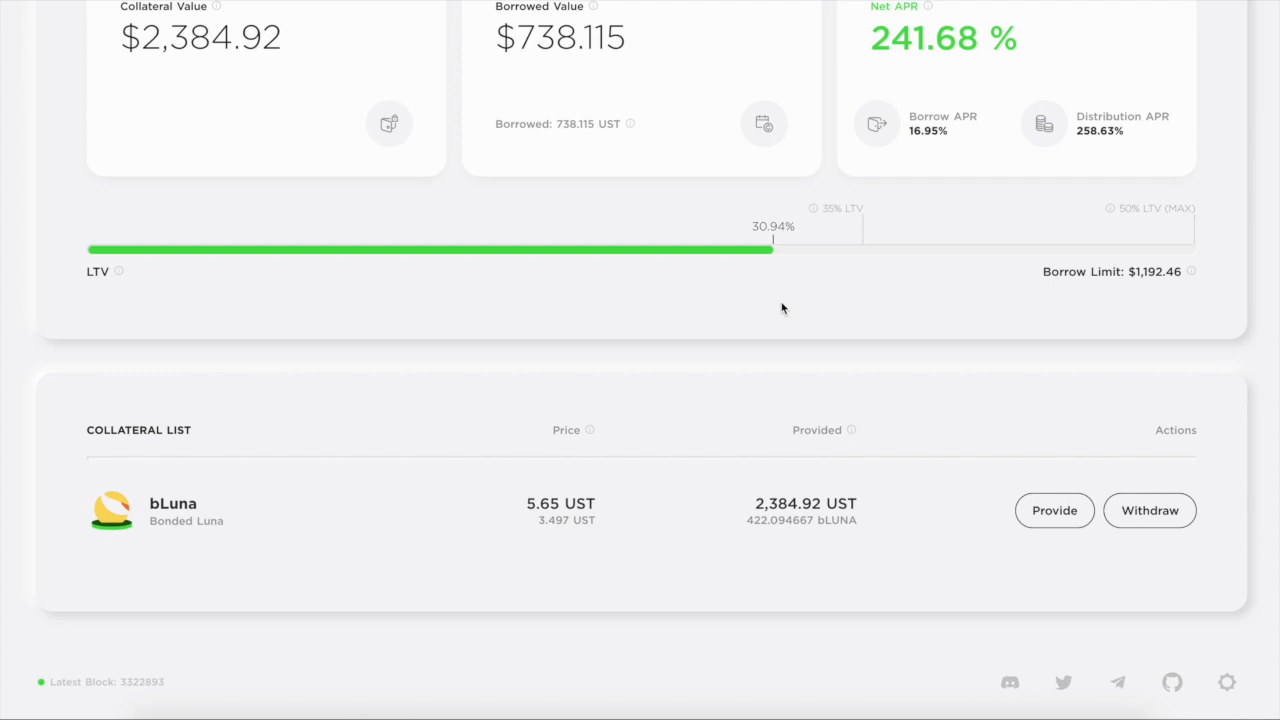 Collateral Value
Borrowed Value
Net APR
$2,384.92
$738.115
241.68 %
Borrowed: 738.115 UST
Borrow APR
16.95%
Distribution APR
258.63%
35% LTV
50% LTV (MAX)
30.94%
LTV
Borrow Limit: $1,192.46
COLLATERAL LIST
Price
Provided
Actions
bLuna
Bonded Luna
5.65 UST
3.497 UST
2,384.92 UST
422.094667 bLUNA
Provide
Withdraw
Latest Block: 3322893